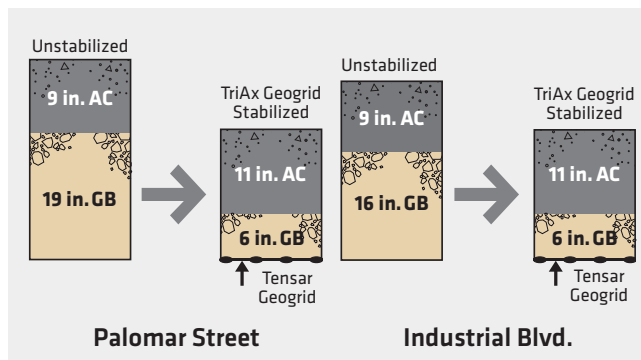 Unstabilized
9 in. AC
19 in. GB
TriAx Geogrid
Stabilized
11 in. AC
6 in. GB
Tensar
Geogrid
Palomar Street
Unstabilized
9 in. AC
16 in. GB
TriAx Geogrid
Stabilized
11 in. AC
6 in. GB
Tensar
Geogrid
Industrial Blvd.